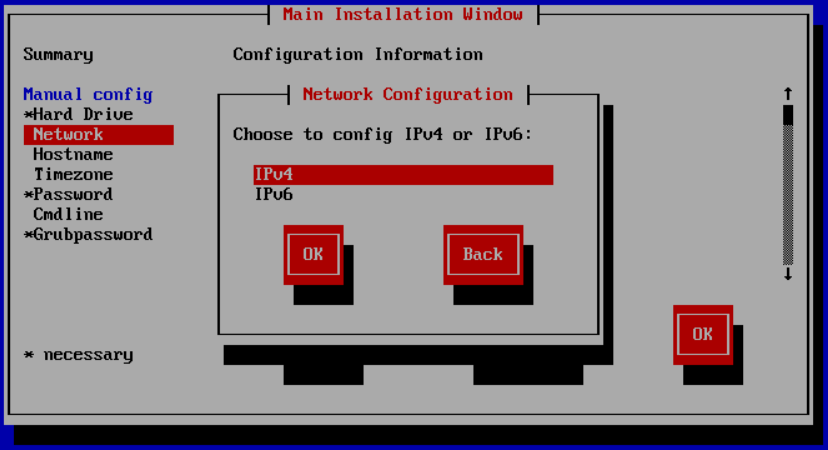 Main Installation Window
Summary
Configuration Information
Manual config
*Hard Drive
Network
Hostname
Timezone
*Password
Cmdline
*Grubpassword
* necessary
Network Configuration
Choose to config IPv4 or IPv6:
IPv4
IPv6
OK
Back
OK